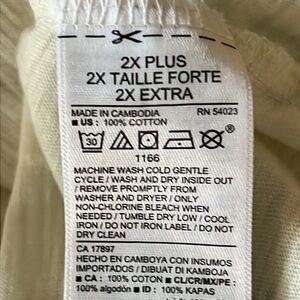 2X PLUS
2X TAILLE FORTE
2X EXTRA
MADE IN CAMBODIA RN 54023
■ US : 100% COTTON
30
®
1166
MACHINE WASH COLD GENTLE
CYCLE / WASH AND DRY INSIDE OUT
/ REMOVE PROMPTLY FROM
WASHER AND DRYER / ONLY
NON-CHLORINE BLEACH WHEN
NEEDED / TUMBLE DRY LOW / COOL
IRON / DO NOT IRON LABEL / DO NOT
DRY CLEAN
CA 17897
HECHO EN CAMBOYA CON INSUMOS
IMPORTADOS / DIBUAT DI KAMBOJA
■ CA : 100% COTON ■ CL/CR/MX/PE :
100% algodón ■ ID : 100% KAPAS